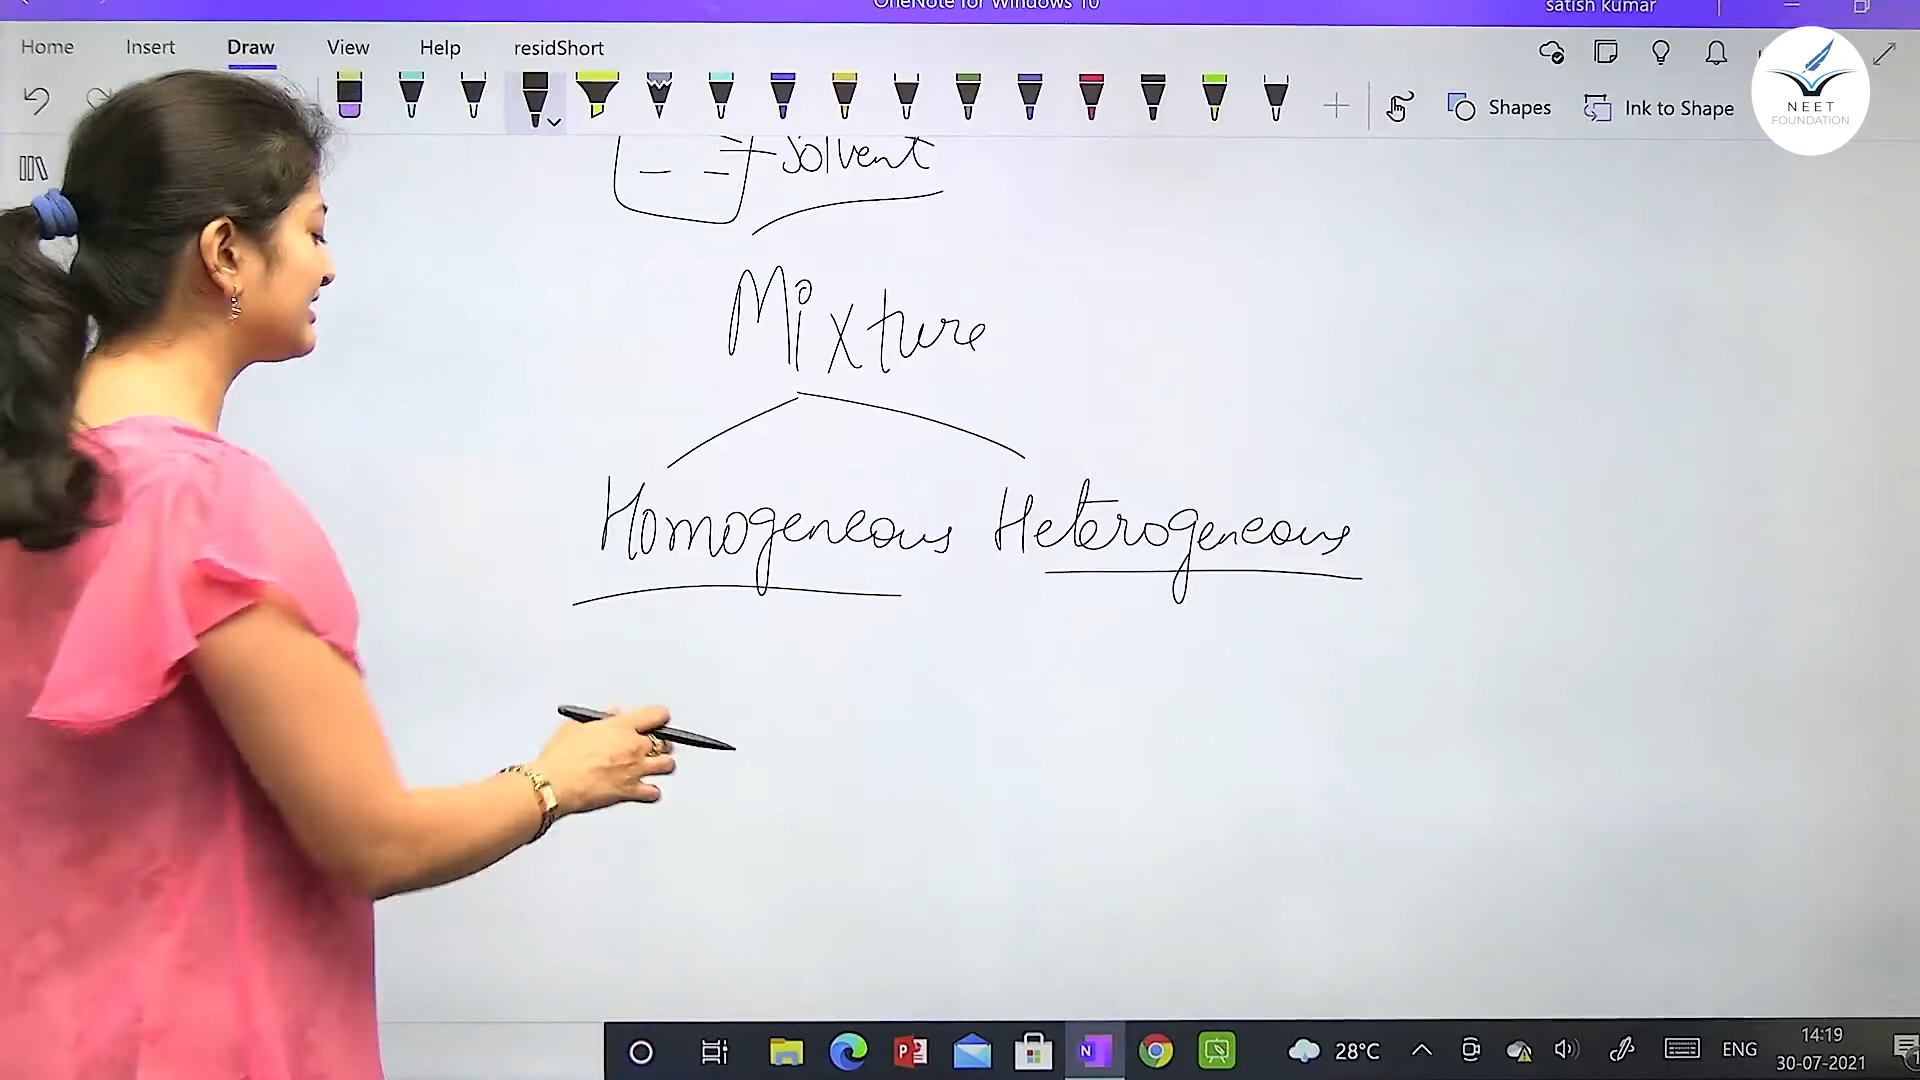 OneNote for Windows 10
satish kumar
Home Insert Draw View Help residShort
Shapes
Ink to Shape
NEET
FOUNDATION
Solvent
Mixture
Homogeneous Heterogeneous
28°C
ENG
14:19
30-07-2021